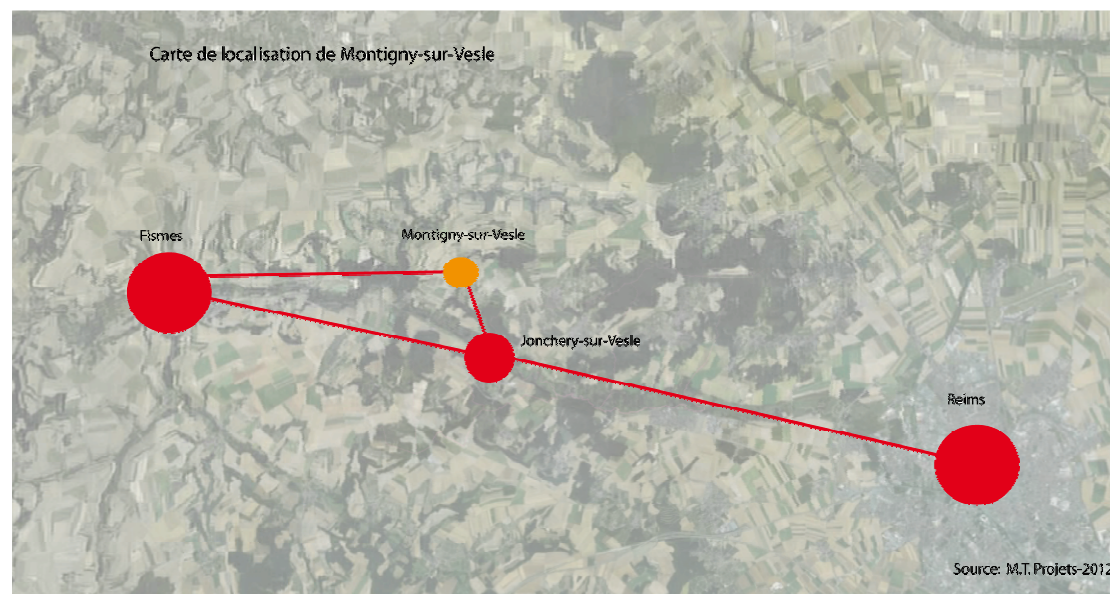 Carte de localisation de Montigny-sur-Vesle
Fismes
Montigny-sur-Vesle
Jonchery-sur-Vesle
Reims
Source: M.T. Projets-2012